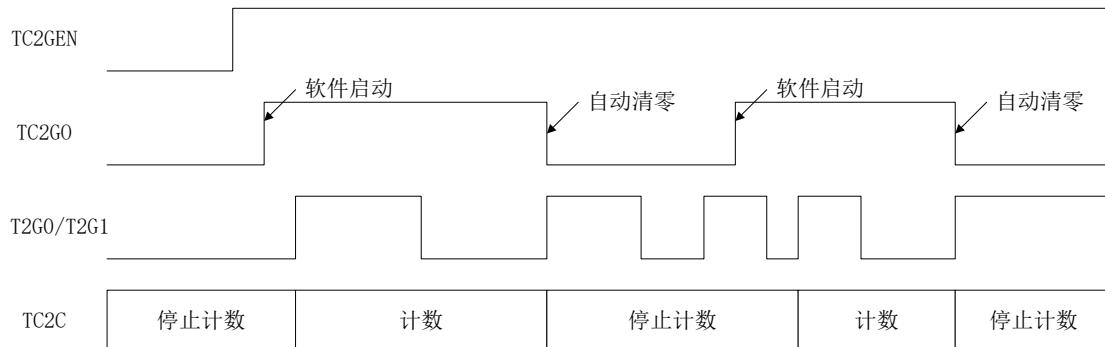 TC2GEN
软件启动
软件启动
自动清零
自动清零
TC2GO
T2G0/T2G1
TC2C
停止计数
计数
停止计数
计数
停止计数